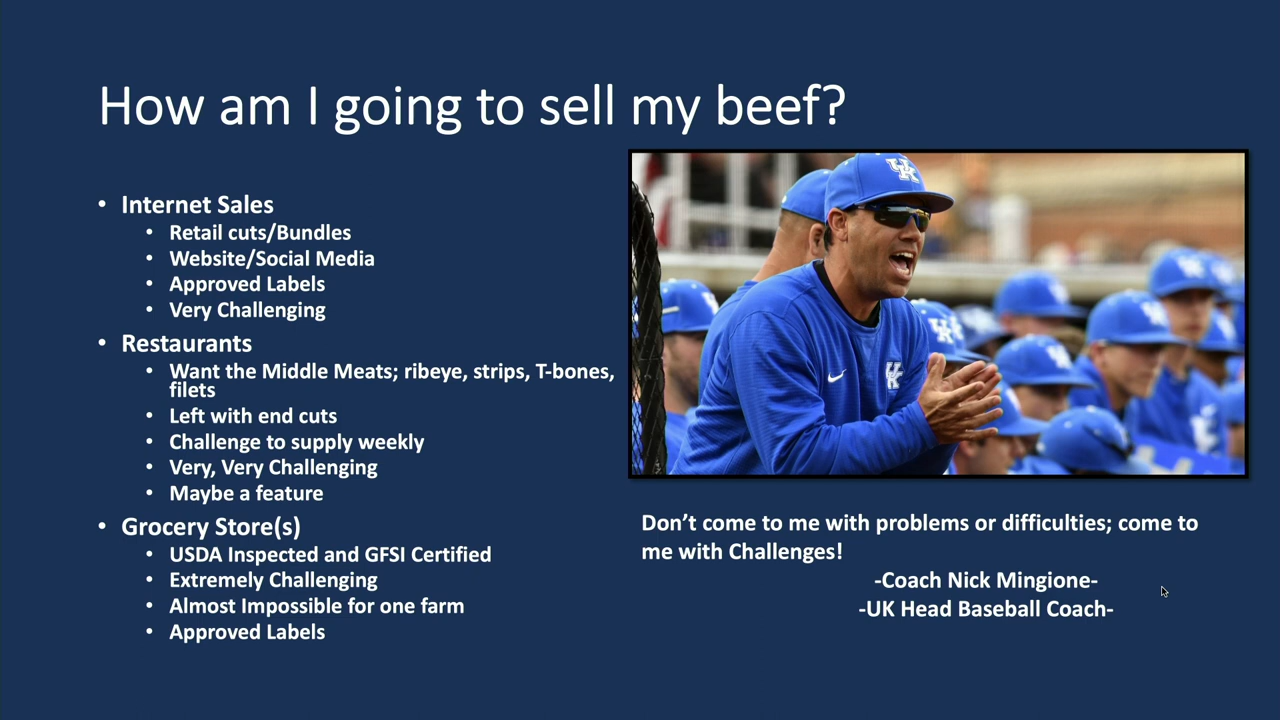 How am I going to sell my beef?
• Internet Sales
• Retail cuts/Bundles
• Website/Social Media
• Approved Labels
• Very Challenging
• Restaurants
• Want the Middle Meats; ribeye, strips, T-bones,
filets
• Left with end cuts
• Challenge to supply weekly
• Very, Very Challenging
• Maybe a feature
• Grocery Store(s)
• USDA Inspected and GFSI Certified
• Extremely Challenging
• Almost Impossible for one farm
• Approved Labels
UK
UK
Don’t come to me with problems or difficulties; come to
me with Challenges!
-Coach Nick Mingione-
-UK Head Baseball Coach-